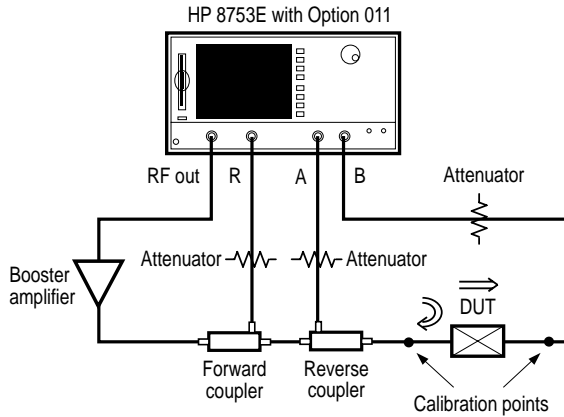 HP 8753E with Option 011
RF out
R
A
B
Attenuator
Attenuator
Attenuator
Booster
amplifier
DUT
Forward
coupler
Reverse
coupler
Calibration points